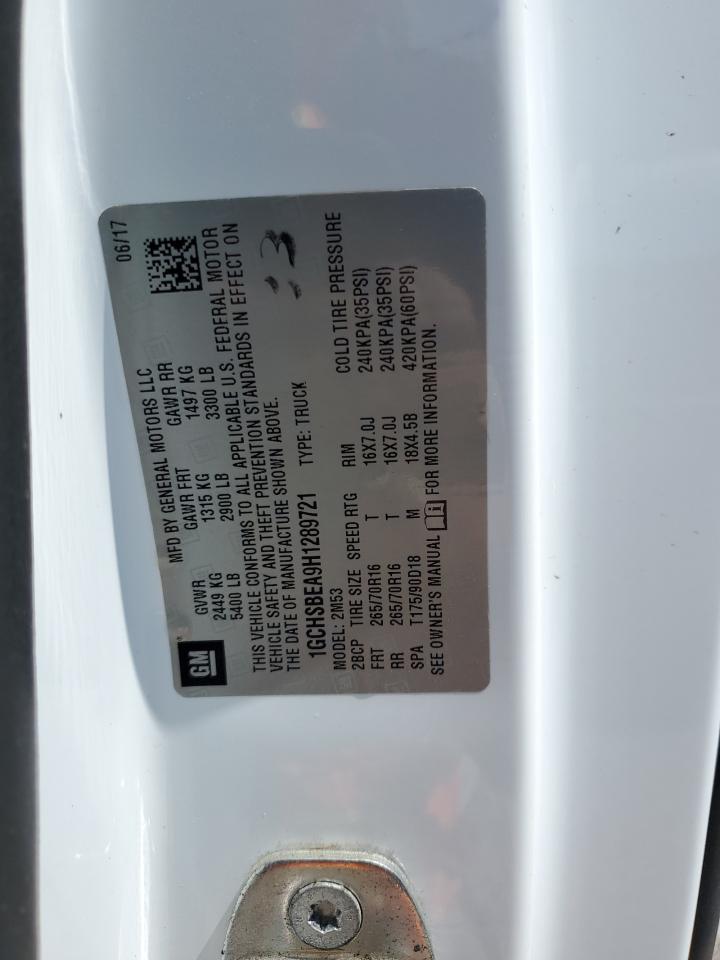 GM
MFD BY GENERAL MOTORS LLC 06/17
GVWR GAWR FRT GAWR RR
2449 KG 1315 KG 1497 KG
5400 LB 2900 LB 3300 LB
THIS VEHICLE CONFORMS TO ALL APPLICABLE U.S. FEDERAL MOTOR
VEHICLE SAFETY AND THEFT PREVENTION STANDARDS IN EFFECT ON
THE DATE OF MANUFACTURE SHOWN ABOVE.
1GCHSBEA9H1289721 TYPE: TRUCK
MODEL: 2M53
2BCP TIRE SIZE SPEED RTG RIM COLD TIRE PRESSURE
FRT 265/70R16 T 16X7.0J 240KPA(35PSI)
RR 265/70R16 T 16X7.0J 240KPA(35PSI)
SPA T175/90D18 M 18X4.5B 420KPA(60PSI)
SEE OWNER'S MANUAL FOR MORE INFORMATION.